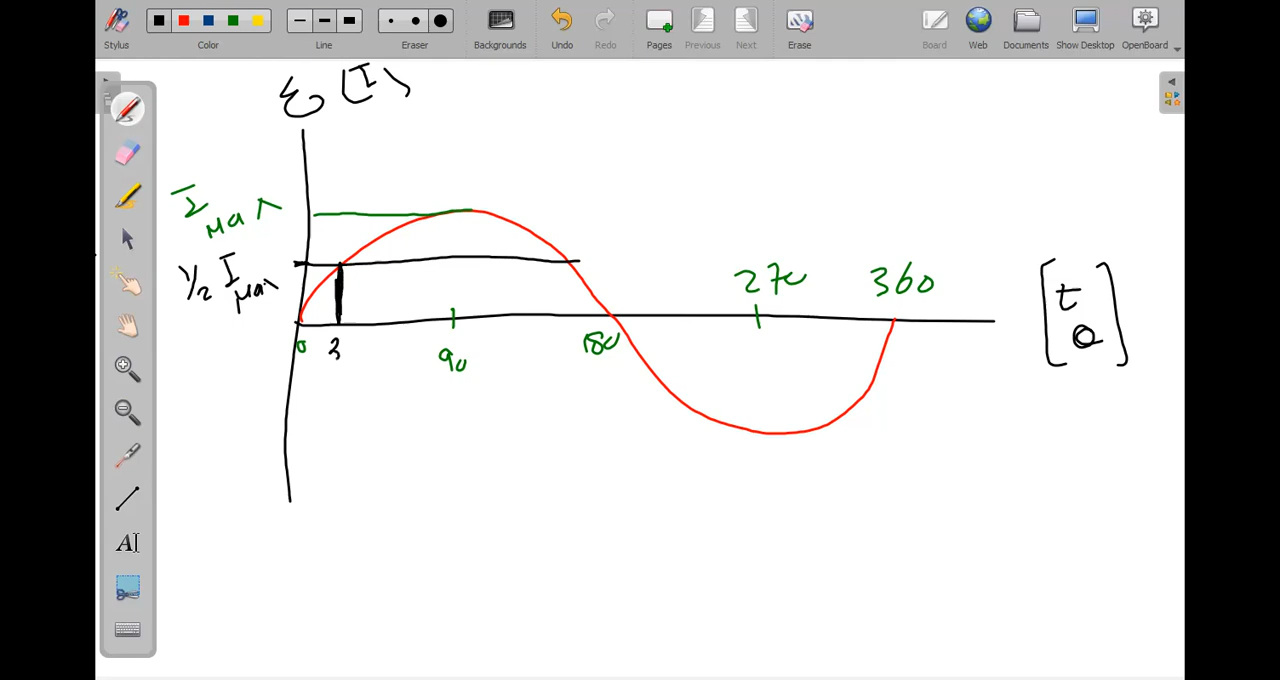 Stylus
Color
Line
Eraser
Backgrounds
Undo
Redo
Pages
Previous
Next
Erase
Board
Web
Documents
Show Desktop
OpenBoard
(I)
I max
1/2 I max
270
360
t
θ
0
3
90
180
A